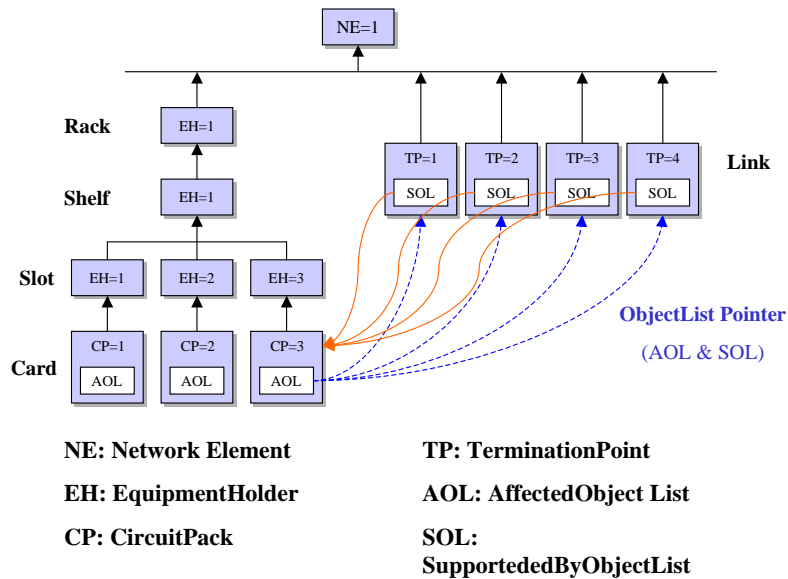 NE=1
Rack
EH=1
TP=1
TP=2
TP=3
TP=4
Link
SOL
SOL
SOL
SOL
Shelf
EH=1
Slot
EH=1
EH=2
EH=3
ObjectList Pointer
(AOL & SOL)
Card
CP=1
CP=2
CP=3
AOL
AOL
AOL
NE: Network Element
TP: TerminationPoint
EH: EquipmentHolder
AOL: AffectedObject List
CP: CircuitPack
SOL:
SupportededByObjectList